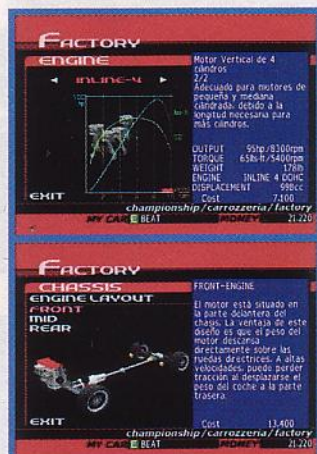 FACTORY
ENGINE
INLINE-4
Motor Vertical de 4
cilindros
2/2
Adecuado para motores de
pequeña y mediana
cilindrada, debido a la
longitud necesaria para
más cilindros.
OUTPUT 95hp/8300rpm
TORQUE 65lb-ft/5400rpm
WEIGHT 178lb
ENGINE INLINE 4 DOHC
DISPLACEMENT 998cc
Cost 7.100
EXIT
championship/carrozzeria/factory
MY CAR E BEAT MONEY 21.220
FACTORY
CHASSIS
ENGINE LAYOUT
FRONT
MID
REAR
FRONT-ENGINE
El motor está situado en
la parte delantera del
chasis. La ventaja de este
diseño es que el peso del
motor descansa
directamente sobre las
ruedas directrices. A altas
velocidades, puede perder
tracción al desplazarse el
peso del coche a la parte
trasera.
EXIT
Cost 13.400
championship/carrozzeria/factory
MY CAR E BEAT MONEY 21.220